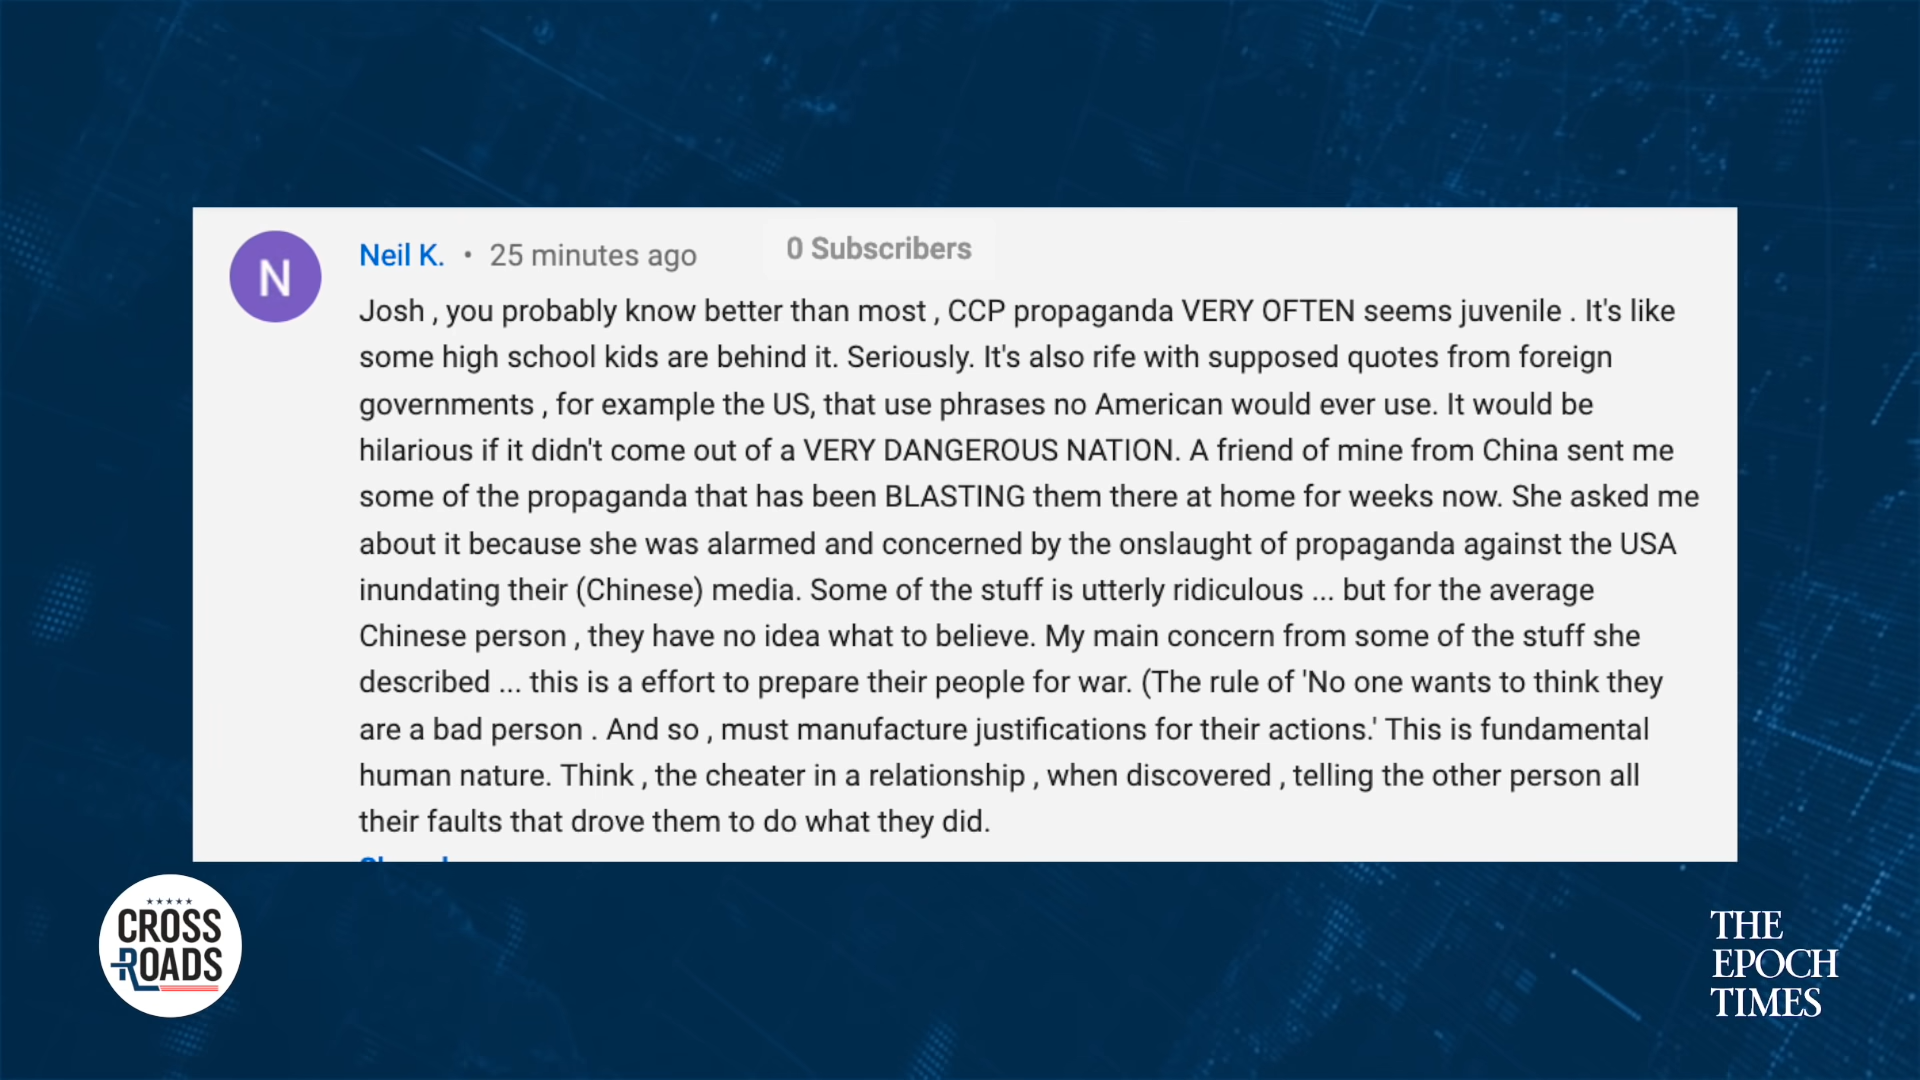 N
Neil K. • 25 minutes ago 0 Subscribers
Josh , you probably know better than most , CCP propaganda VERY OFTEN seems juvenile . It's like
some high school kids are behind it. Seriously. It's also rife with supposed quotes from foreign
governments , for example the US, that use phrases no American would ever use. It would be
hilarious if it didn't come out of a VERY DANGEROUS NATION. A friend of mine from China sent me
some of the propaganda that has been BLASTING them there at home for weeks now. She asked me
about it because she was alarmed and concerned by the onslaught of propaganda against the USA
inundating their (Chinese) media. Some of the stuff is utterly ridiculous ... but for the average
Chinese person , they have no idea what to believe. My main concern from some of the stuff she
described ... this is a effort to prepare their people for war. (The rule of 'No one wants to think they
are a bad person . And so , must manufacture justifications for their actions.' This is fundamental
human nature. Think , the cheater in a relationship , when discovered , telling the other person all
their faults that drove them to do what they did.
CROSS
ROADS
THE
EPOCH
TIMES